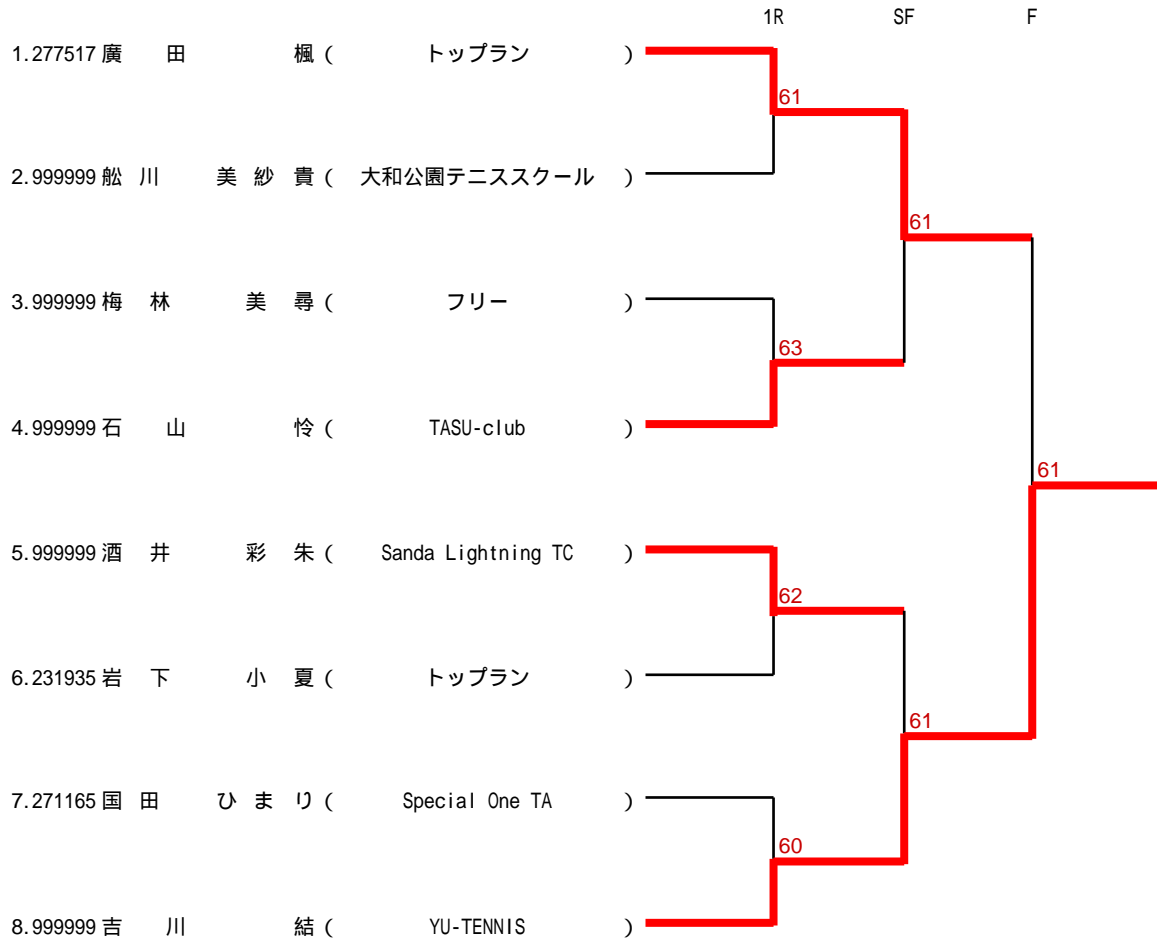 1R SF F
1.277517 廣田 楓 ( トップラン )
61
2.999999 舩川 美紗貴 ( 大和公園テニススクール )
61
3.999999 梅林 美尋 ( フリー )
63
4.999999 石山 怜 ( TASU-club )
61
5.999999 酒井 彩朱 ( Sanda Lightning TC )
62
6.231935 岩下 小夏 ( トップラン )
61
7.271165 国田 ひまり ( Special One TA )
60
8.999999 吉川 結 ( YU-TENNIS )